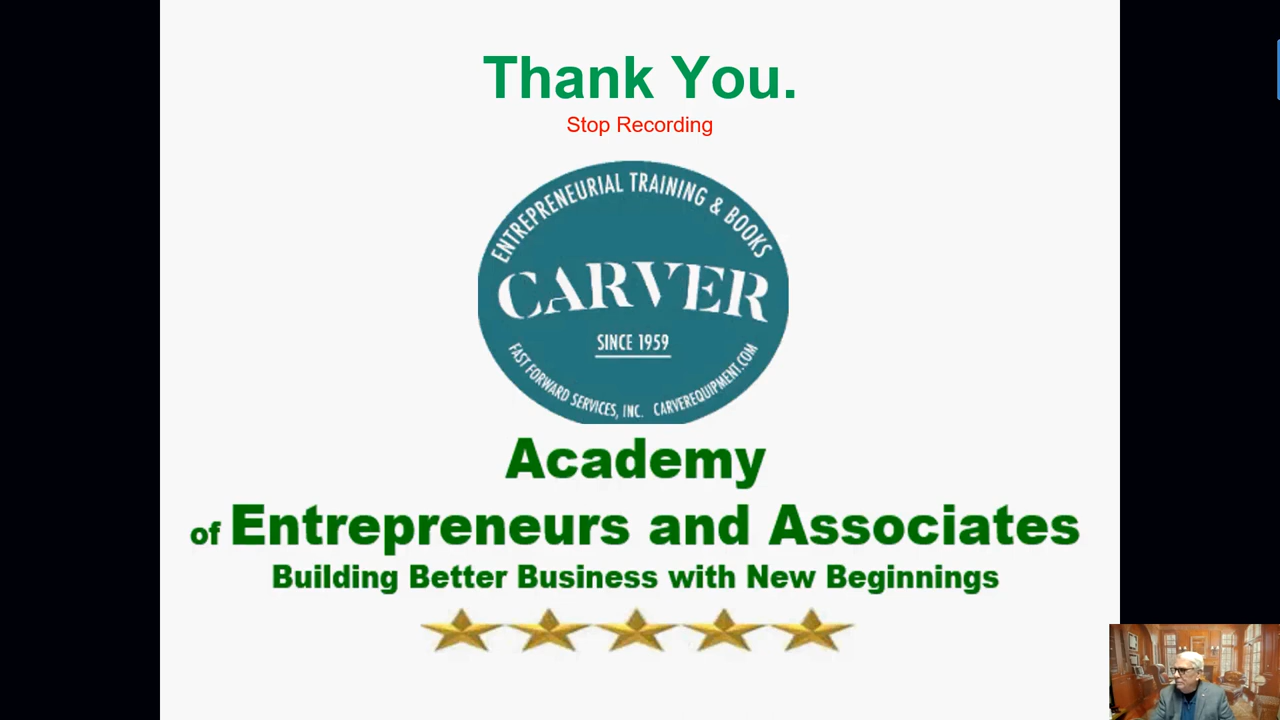 Thank You.
Stop Recording
ENTREPRENEURIAL TRAINING & BOOKS
CARVER
SINCE 1959
FAST FORWARD SERVICES, INC. CARVEREQUIPMENT.COM
Academy
of Entrepreneurs and Associates
Building Better Business with New Beginnings